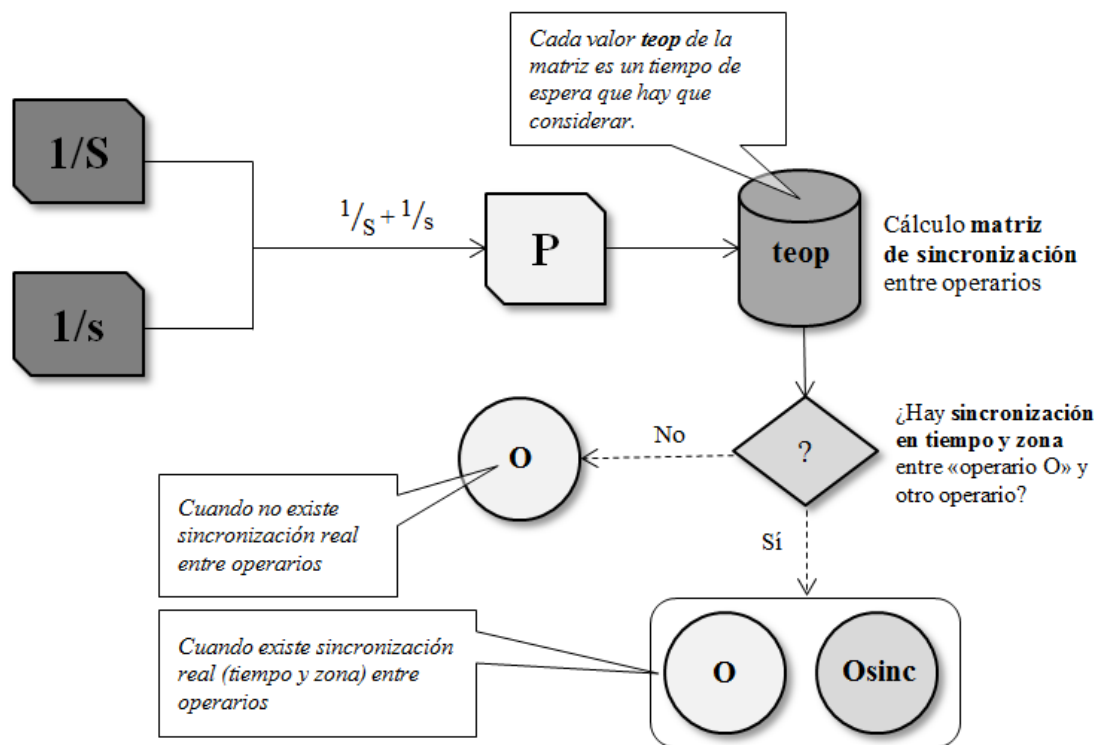 Cada valor teop de la
matriz es un tiempo de
espera que hay que
considerar.
1/S
1/s
1/S + 1/s
P
teop
Cálculo matriz
de sincronización
entre operarios
¿Hay sincronización
en tiempo y zona
entre «operario O» y
otro operario?
?
No
Sí
O
Cuando no existe
sincronización real
entre operarios
Cuando existe sincronización
real (tiempo y zona) entre
operarios
O
Osinc